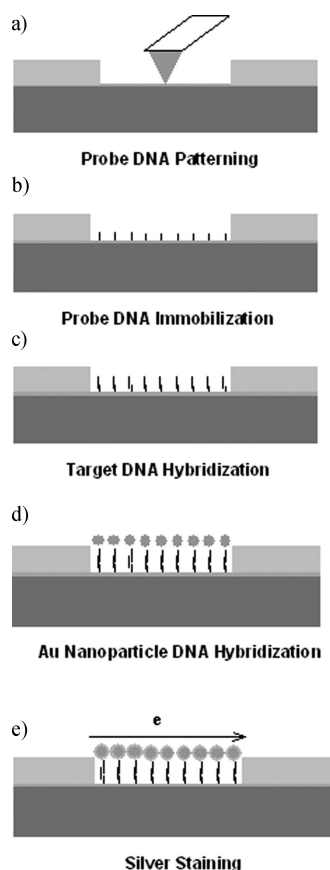 a)
Probe DNA Patterning
b)
Probe DNA Immobilization
c)
Target DNA Hybridization
d)
Au Nanoparticle DNA Hybridization
e)
e
Silver Staining